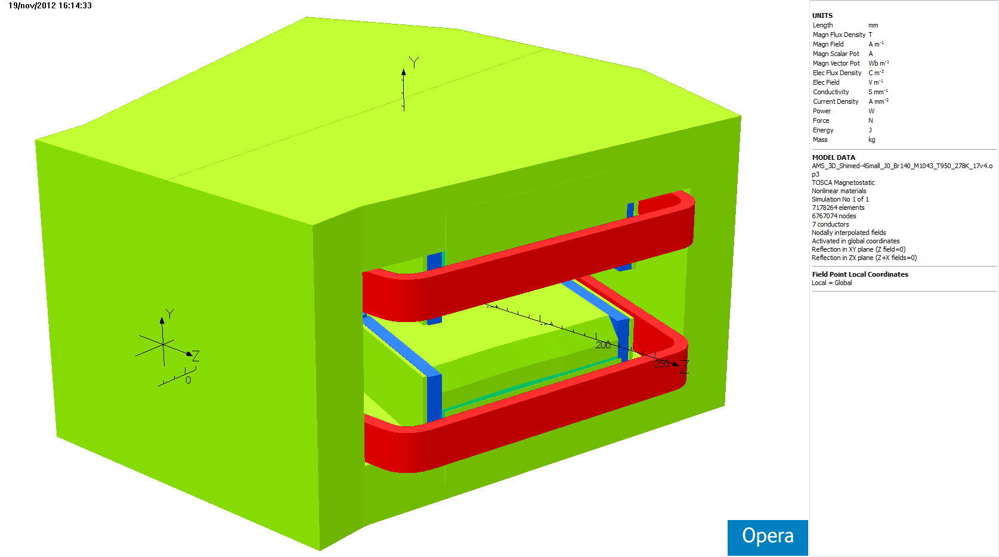 19/nov/2012 16:14:33
Y
Y
Z
0
200
250
Z
Opera
UNITS
Length mm
Magn Flux Density T
Magn Field A m⁻¹
Magn Scalar Pot A
Magn Vector Pot Wb m⁻¹
Elec Flux Density C m⁻²
Elec Field V m⁻¹
Conductivity S mm⁻¹
Current Density A mm⁻²
Power W
Force N
Energy J
Mass kg
MODEL DATA
AMS_3D_Shimed-4Small_J0_Br140_M1043_T950_278K_17v4.o
p3
TOSCA Magnetostatic
Nonlinear materials
Simulation No 1 of 1
7178264 elements
6767074 nodes
7 conductors
Nodally interpolated fields
Activated in global coordinates
Reflection in XY plane (Z field=0)
Reflection in ZX plane (Z+X fields=0)
Field Point Local Coordinates
Local = Global